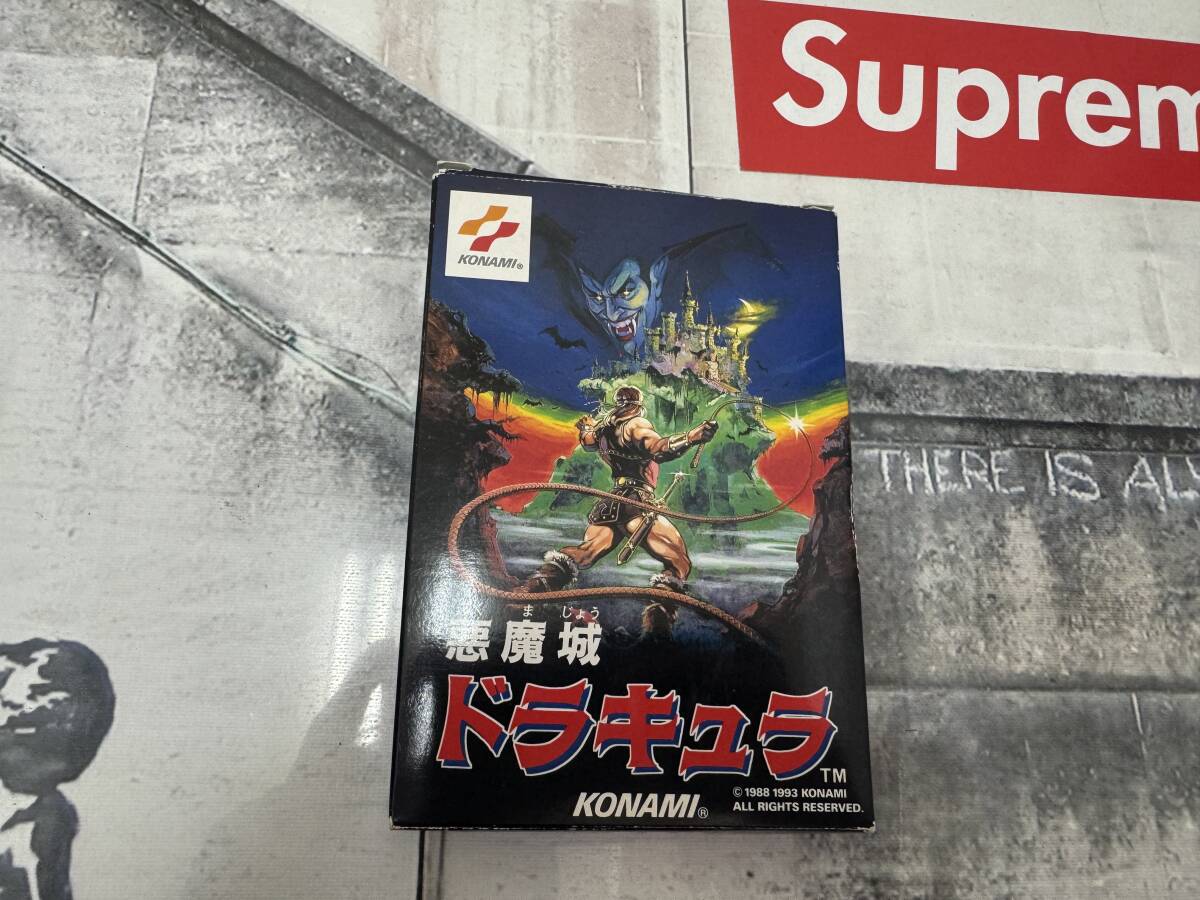 Suprem
KONAMI®
THERE IS AL
ま じょう
悪魔城
ドラキュラ
TM
© 1988 1993 KONAMI
ALL RIGHTS RESERVED.
KONAMI®